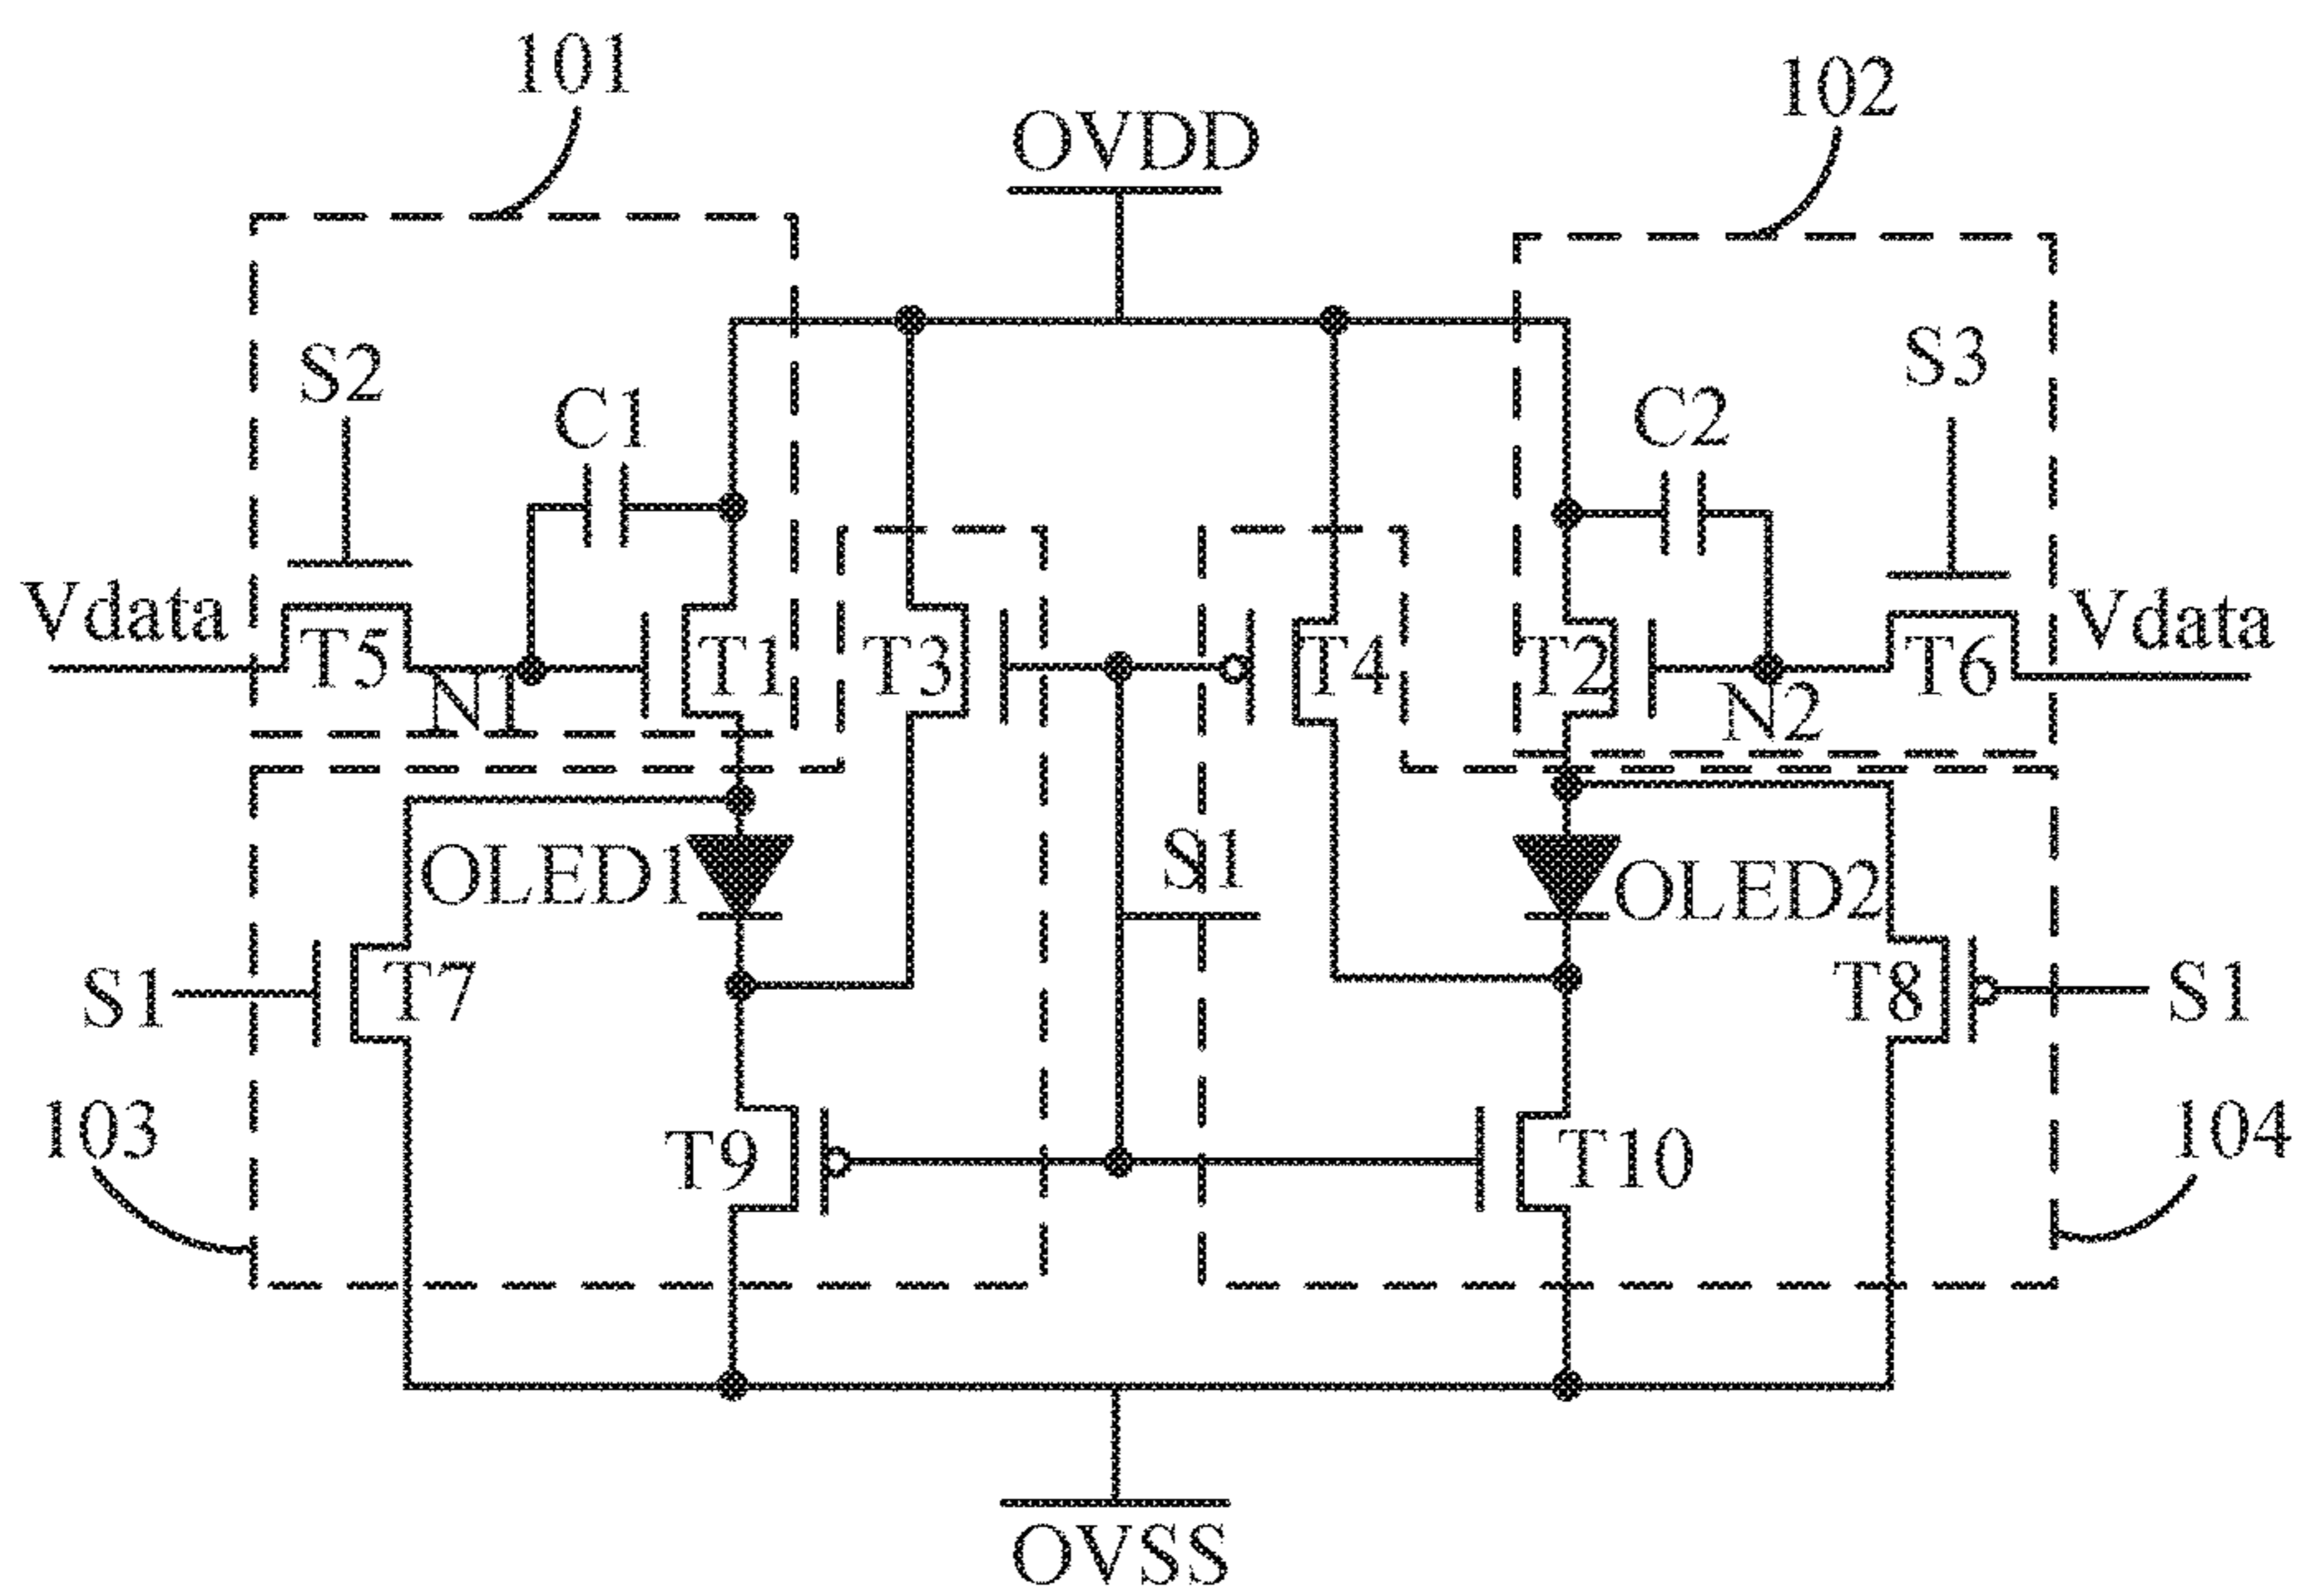 101
102
OVDD
S2
S3
C1
C2
Vdata
Vdata
T5
T1
T3
T4
T2
T6
N1
N2
S1
OLED1
OLED2
S1
T7
T8
S1
103
T9
T10
104
OVSS